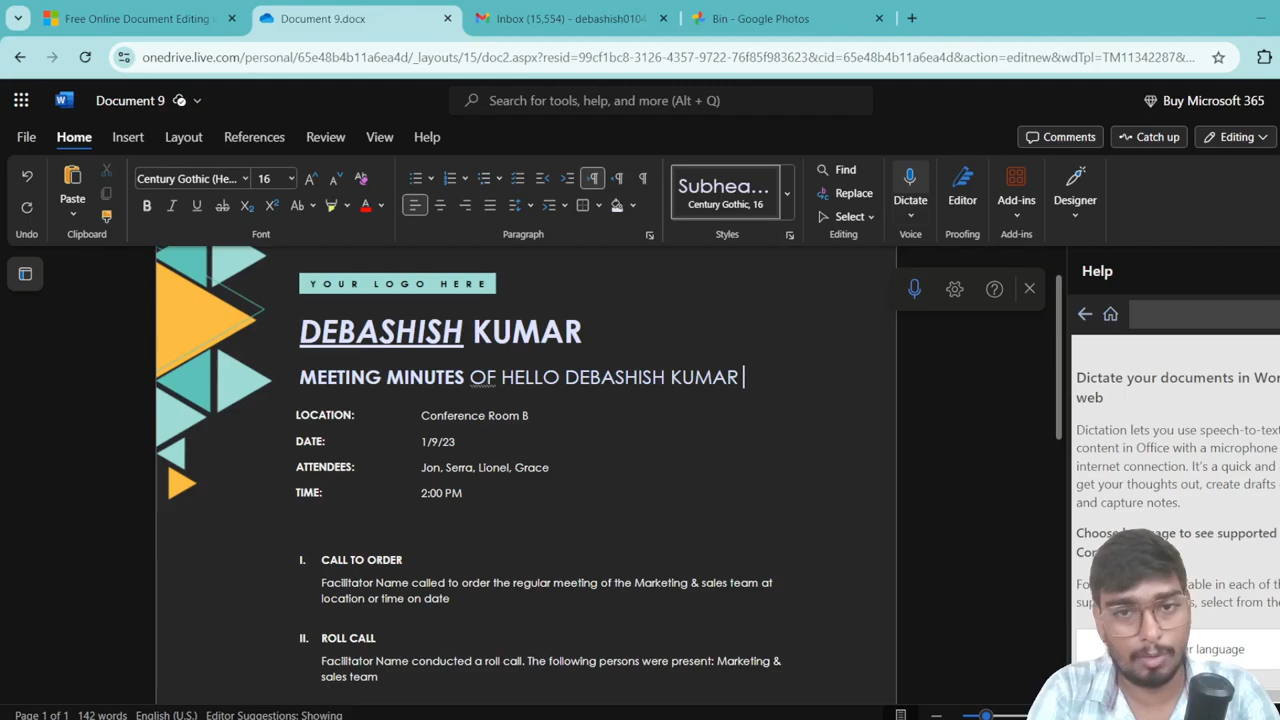 Free Online Document Editing
Document 9.docx
Inbox (15,554) - debashish0104
Bin - Google Photos
onedrive.live.com/personal/65e48b4b11a6ea4d/_layouts/15/doc2.aspx?resid=99cf1bc8-3126-4357-9722-76f85f983623&cid=65e48b4b11a6ea4d&action=editnew&wdTpl=TM11342287&...
Document 9
Search for tools, help, and more (Alt + Q)
Buy Microsoft 365
File Home Insert Layout References Review View Help
Comments Catch up Editing
Paste
Century Gothic (He... 16
Subhea...
Century Gothic, 16
Find
Replace
Select
Dictate
Editor
Add-ins
Designer
Undo Clipboard Font Paragraph Styles Editing Voice Proofing Add-ins Designer
YOUR LOGO HERE
DEBASHISH KUMAR
MEETING MINUTES OF HELLO DEBASHISH KUMAR
LOCATION: Conference Room B
DATE: 1/9/23
ATTENDEES: Jon, Serra, Lionel, Grace
TIME: 2:00 PM
I. CALL TO ORDER
Facilitator Name called to order the regular meeting of the Marketing & sales team at
location or time on date
II. ROLL CALL
Facilitator Name conducted a roll call. The following persons were present: Marketing &
sales team
Help
Dictate your documents in Wor
web
Dictation lets you use speech-to-text
content in Office with a microphone
internet connection. It's a quick and
get your thoughts out, create drafts
and capture notes.
Choose to see supported
language
Page 1 of 1 142 words English (U.S.) Editor Suggestions: Showing